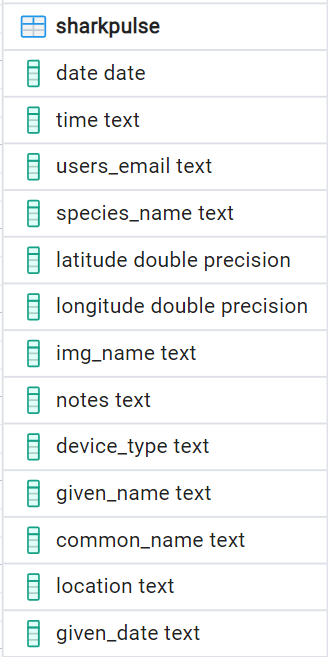 sharkpulse
date date
time text
users_email text
species_name text
latitude double precision
longitude double precision
img_name text
notes text
device_type text
given_name text
common_name text
location text
given_date text